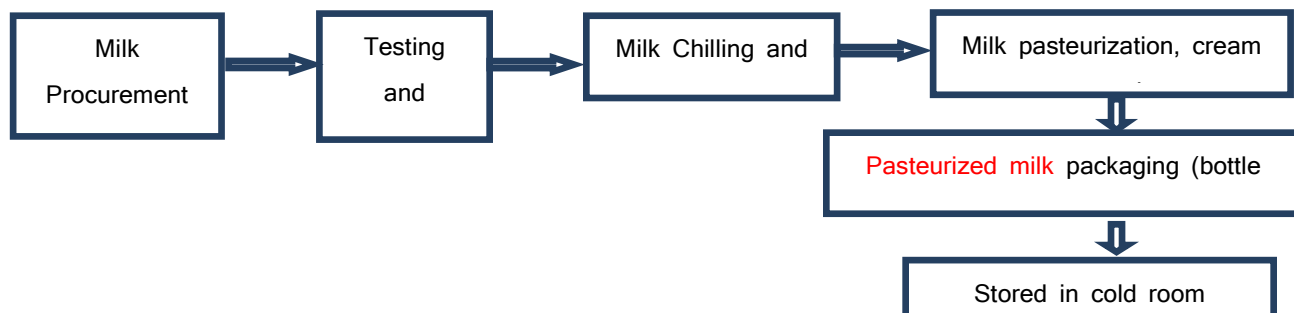 Milk
Procurement
Testing
and
Milk Chilling and
Milk pasteurization, cream
Pasteurized milk packaging (bottle
Stored in cold room